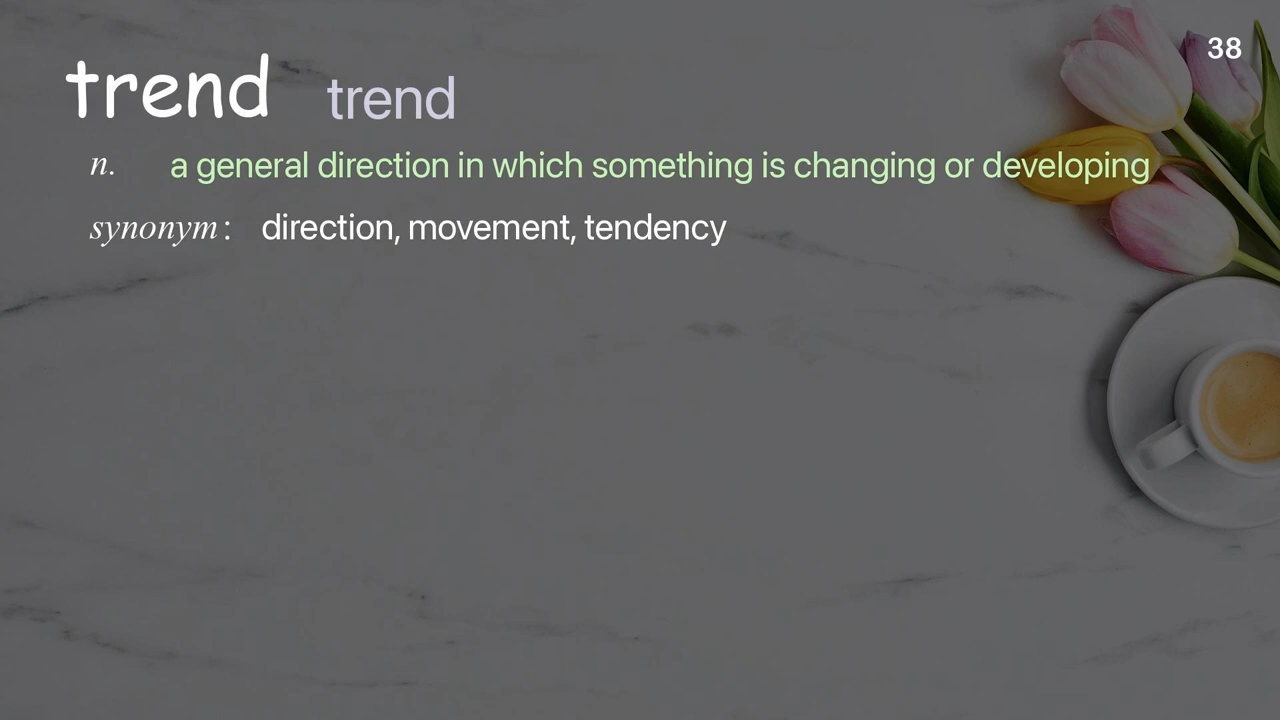 38
trend trend
n. a general direction in which something is changing or developing
synonym : direction, movement, tendency